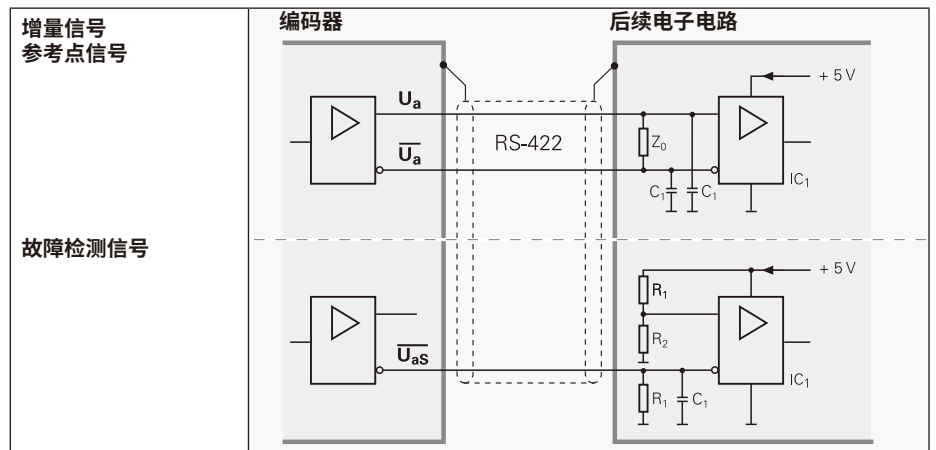 增量信号
参考点信号
编码器
后续电子电路
+ 5 V
Ua
Ua
RS-422
Z0
C1
C1
IC1
故障检测信号
+ 5 V
R1
R2
UaS
R1
C1
IC1